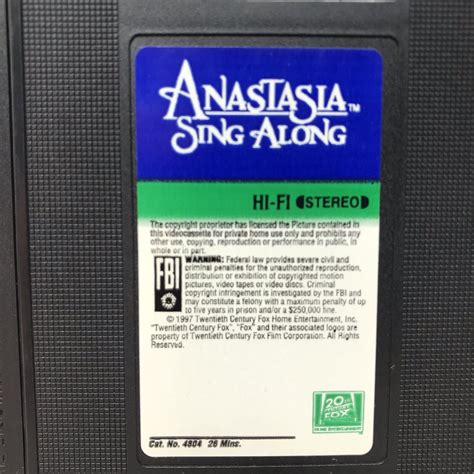 ANASTASIA™
SING ALONG
HI-FI STEREO
The copyright proprietor has licensed the Picture contained in
this videocassette for private home use only and prohibits any
other use, copying, reproduction or performance in public, in
whole or in part.
FBI
WARNING: Federal law provides severe civil and
criminal penalties for the unauthorized reproduction,
distribution or exhibition of copyrighted motion
pictures, video tapes or video discs. Criminal
copyright infringement is investigated by the FBI and
may constitute a felony with a maximum penalty of up
to five years in prison and/or a $250,000 fine.
© 1997 Twentieth Century Fox Home Entertainment, Inc.
"Twentieth Century Fox", "Fox" and their associated logos are
property of Twentieth Century Fox Film Corporation. All
Rights Reserved.
20th
CENTURY
FOX
HOME ENTERTAINMENT
Cat. No. 4804 26 Mins.